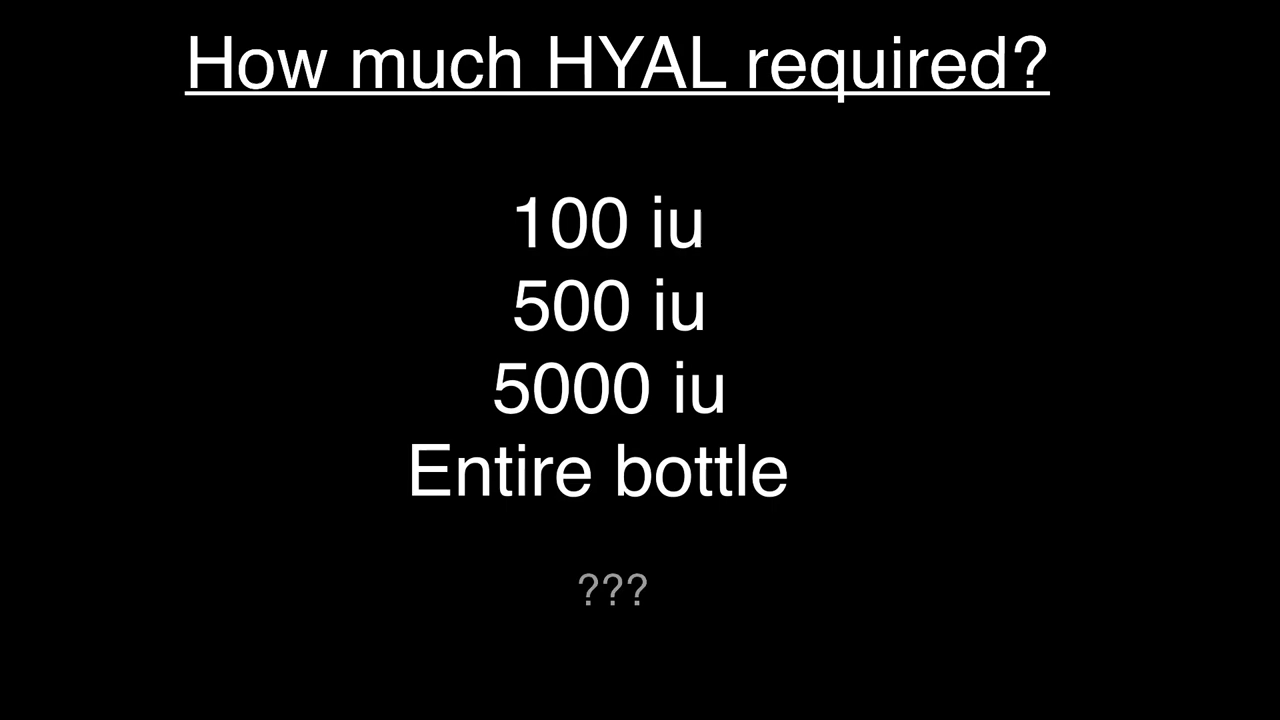 How much HYAL required?
100 iu
500 iu
5000 iu
Entire bottle
???